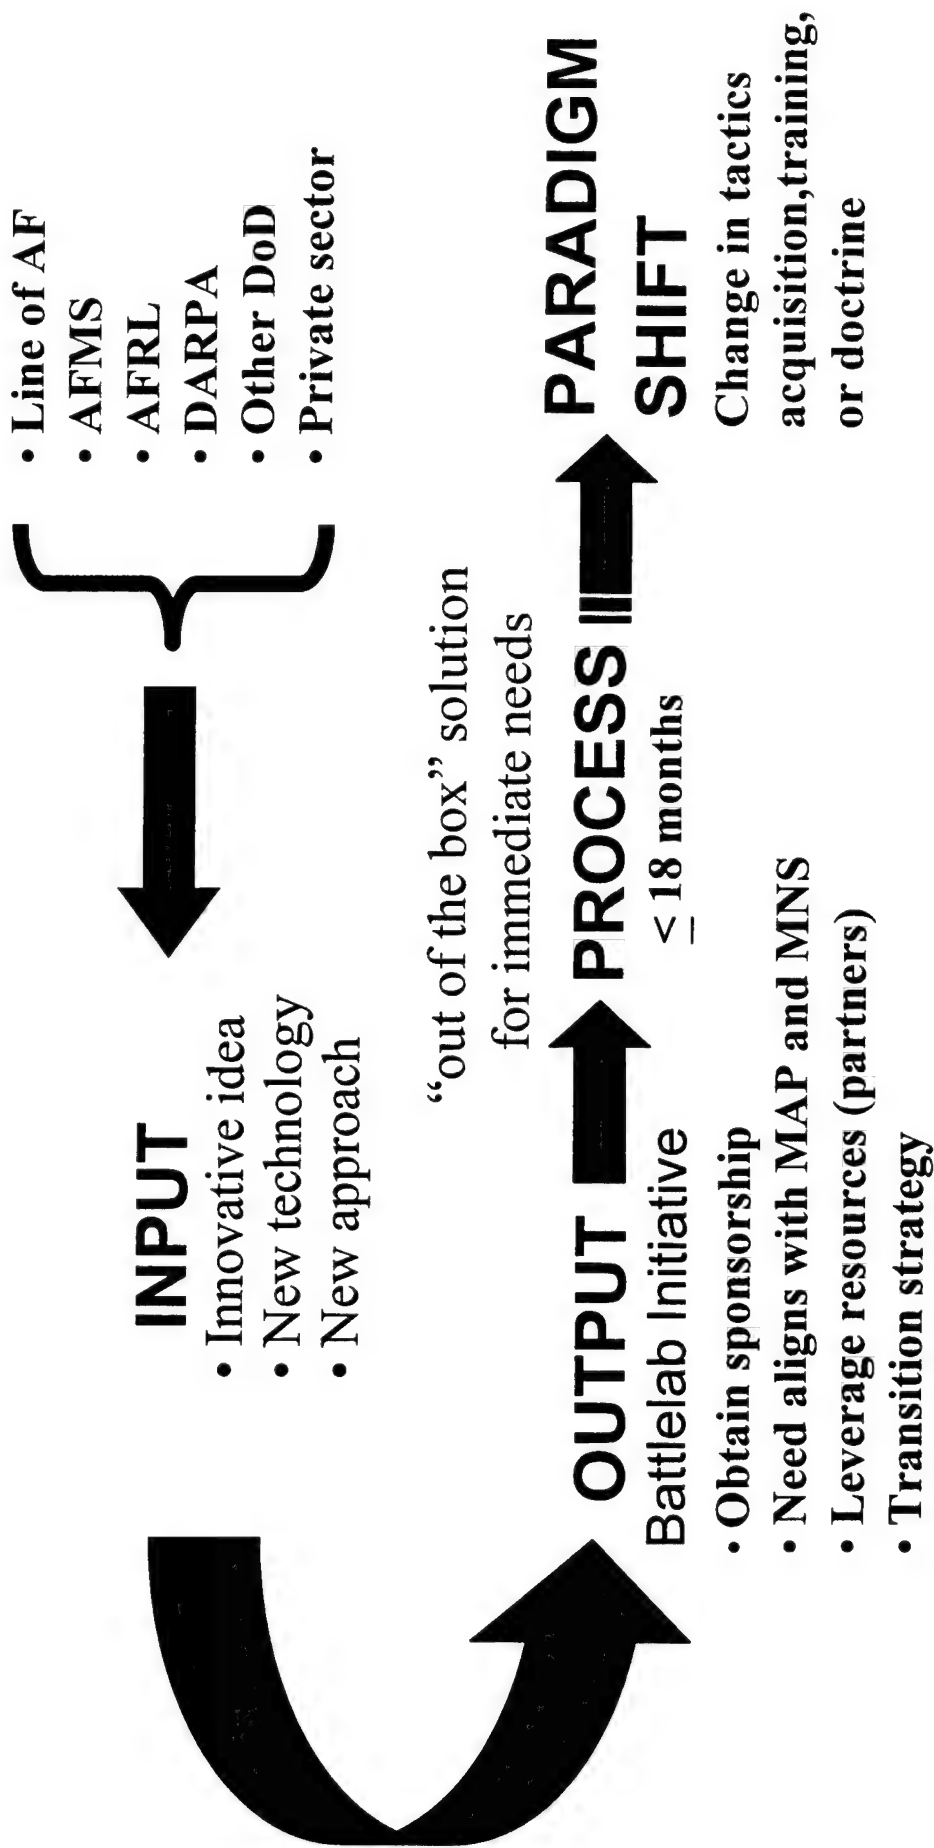 • Line of AF
• AFMS
• AFRL
• DARPA
• Other DoD
• Private sector
INPUT
• Innovative idea
• New technology
• New approach
“out of the box” solution
for immediate needs
OUTPUT
Battlelab Initiative
• Obtain sponsorship
• Need aligns with MAP and MNS
• Leverage resources (partners)
• Transition strategy
PROCESS
≤ 18 months
PARADIGM
SHIFT
Change in tactics
acquisition,training,
or doctrine